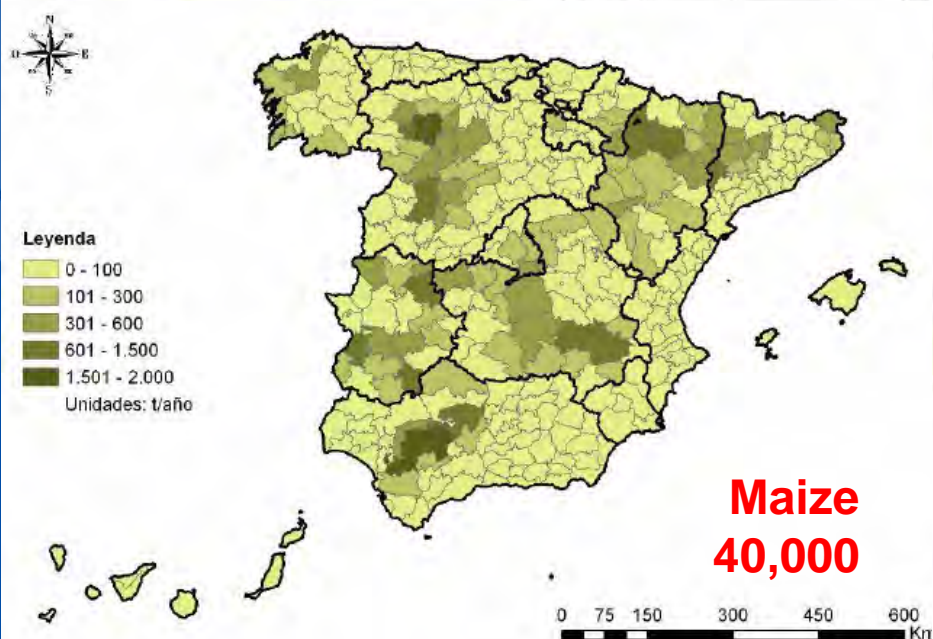 N
S
E
Leyenda
0 - 100
101 - 300
301 - 600
601 - 1.500
1.501 - 2.000
Unidades: t/año
Maize
40,000
0 75 150 300 450 600
Km